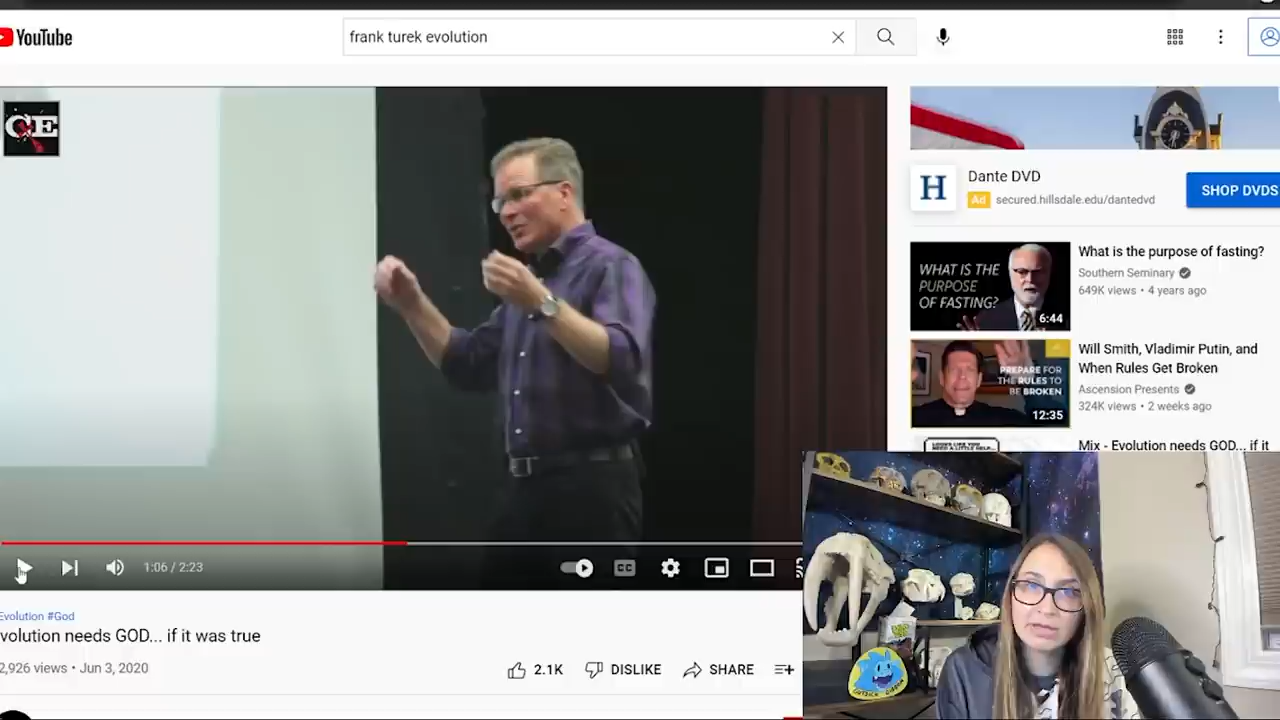 YouTube
frank turek evolution
CE
H
Dante DVD
Ad secured.hillsdale.edu/dantedvd
SHOP DVDS
WHAT IS THE
PURPOSE
OF FASTING?
6:44
What is the purpose of fasting?
Southern Seminary
649K views • 4 years ago
PREPARE FOR
THE RULES TO
BE BROKEN
12:35
Will Smith, Vladimir Putin, and
When Rules Get Broken
Ascension Presents
324K views • 2 weeks ago
Mix - Evolution needs GOD... if it
1:06 / 2:23
CC
Evolution #God
volution needs GOD... if it was true
2,926 views • Jun 3, 2020
2.1K
DISLIKE
SHARE